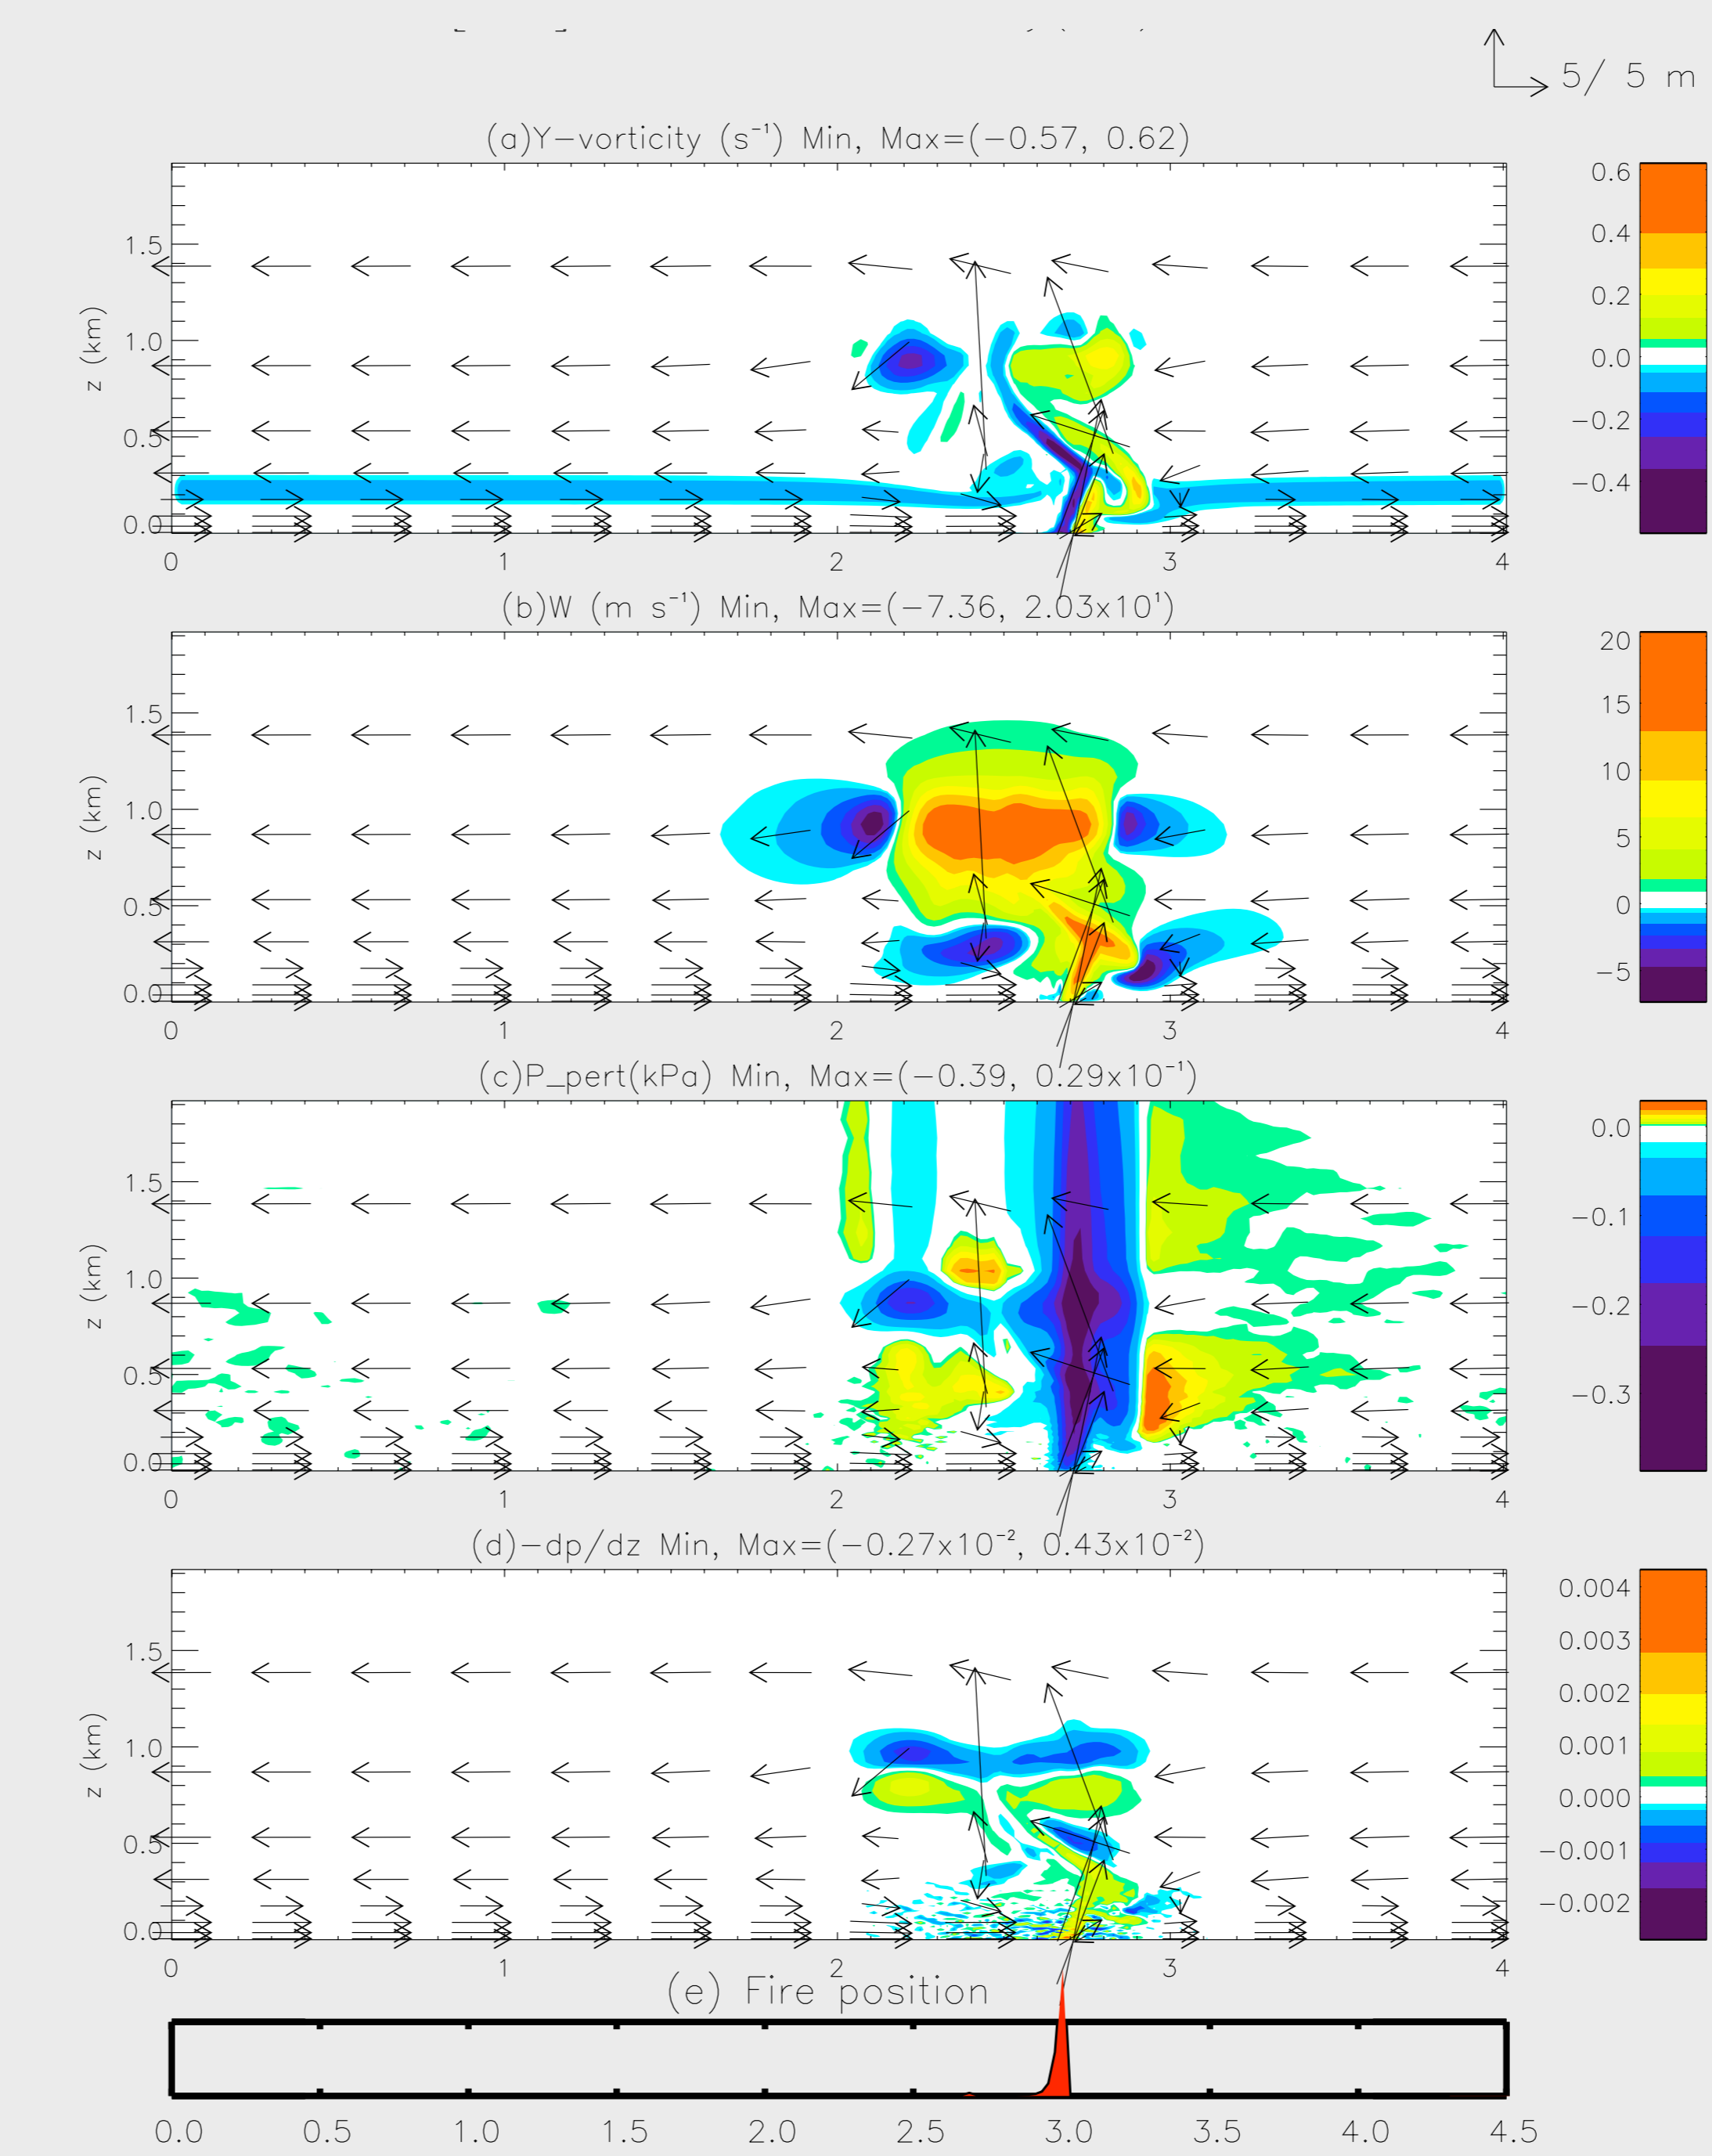 5/ 5 m
(a)Y−vorticity (s⁻¹) Min, Max=(−0.57, 0.62)
z (km)
1.5
1.0
0.5
0.0
0 1 2 3 4
0.6
0.4
0.2
0.0
−0.2
−0.4
(b)W (m s⁻¹) Min, Max=(−7.36, 2.03x10¹)
z (km)
1.5
1.0
0.5
0.0
0 1 2 3 4
20
15
10
5
0
−5
(c)P_pert(kPa) Min, Max=(−0.39, 0.29x10⁻¹)
z (km)
1.5
1.0
0.5
0.0
0 1 2 3 4
0.0
−0.1
−0.2
−0.3
(d)−dp/dz Min, Max=(−0.27x10⁻², 0.43x10⁻²)
z (km)
1.5
1.0
0.5
0.0
0 1 2 3 4
0.004
0.003
0.002
0.001
0.000
−0.001
−0.002
(e) Fire position
0.0 0.5 1.0 1.5 2.0 2.5 3.0 3.5 4.0 4.5